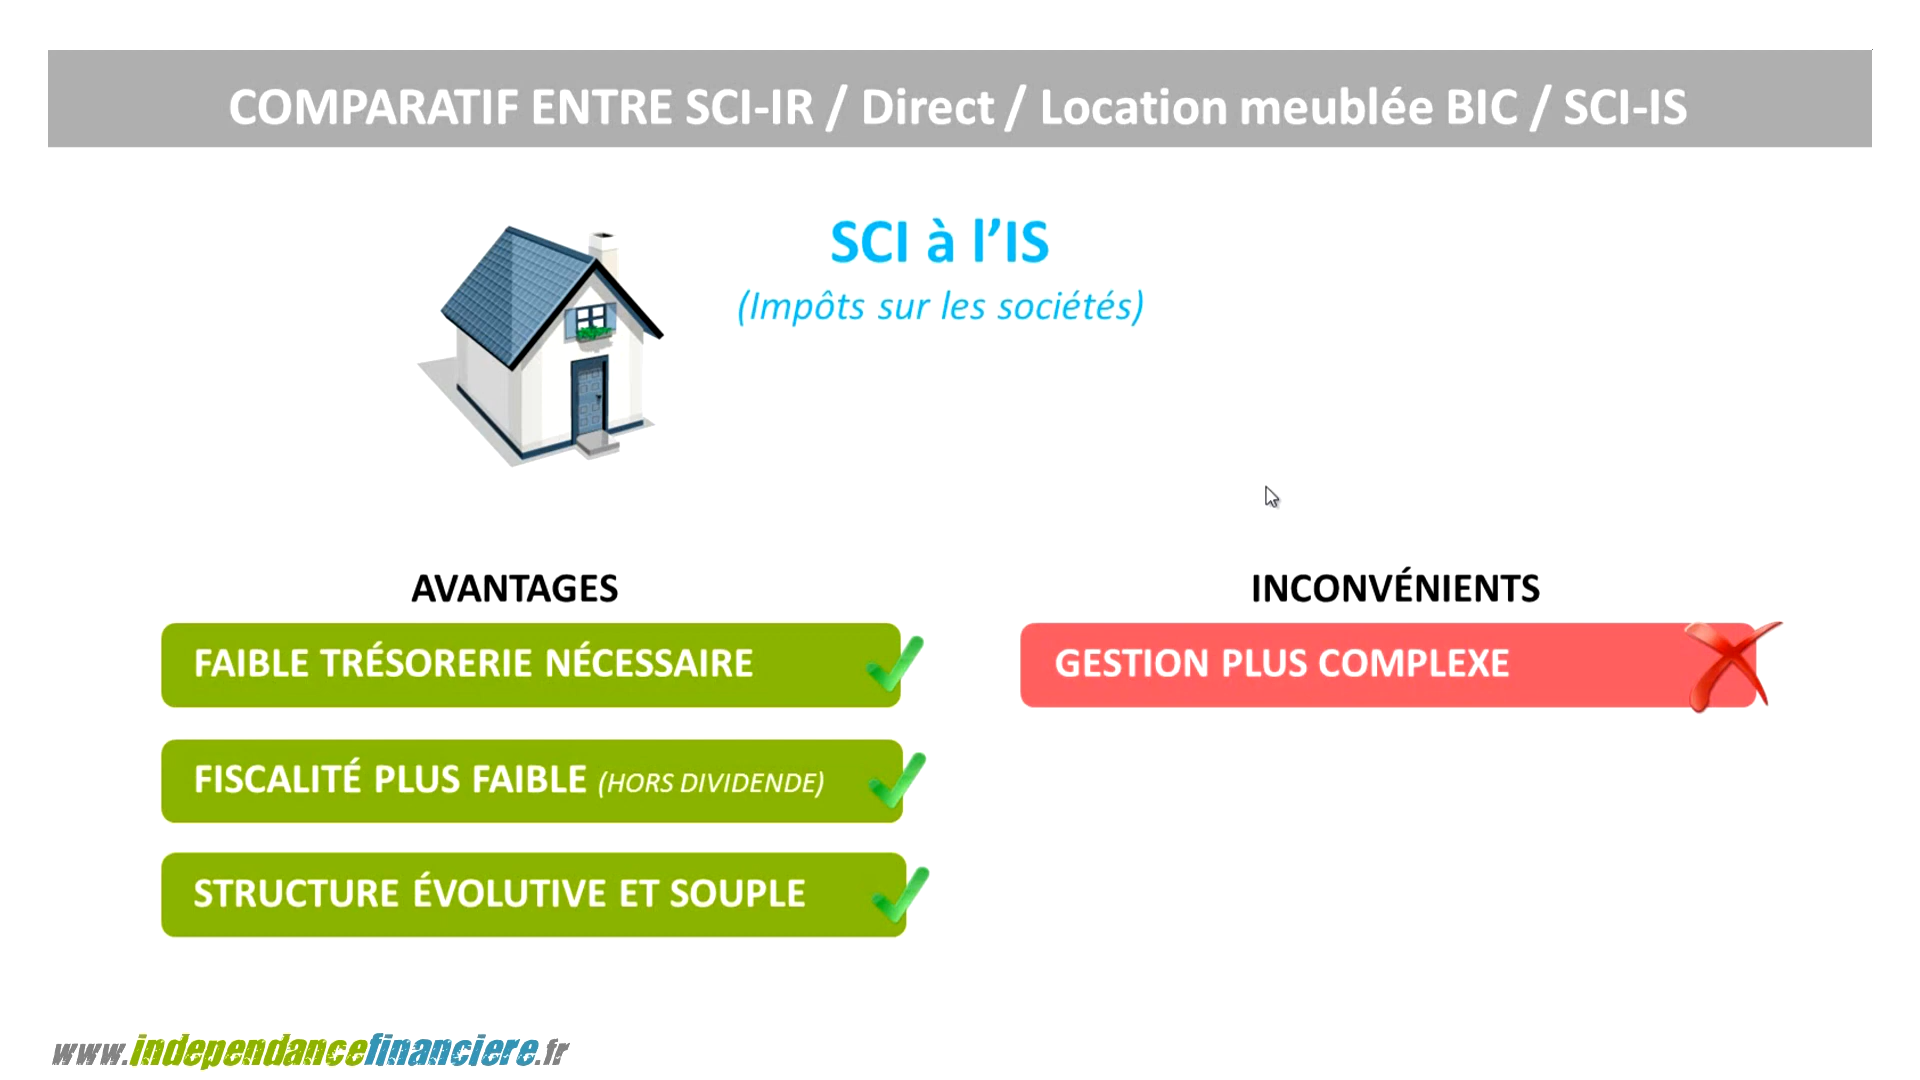 COMPARATIF ENTRE SCI-IR / Direct / Location meublée BIC / SCI-IS
SCI à l’IS
(Impôts sur les sociétés)
AVANTAGES
FAIBLE TRÉSORERIE NÉCESSAIRE
FISCALITÉ PLUS FAIBLE (HORS DIVIDENDE)
STRUCTURE ÉVOLUTIVE ET SOUPLE
INCONVÉNIENTS
GESTION PLUS COMPLEXE
www.independancefinanciere.fr